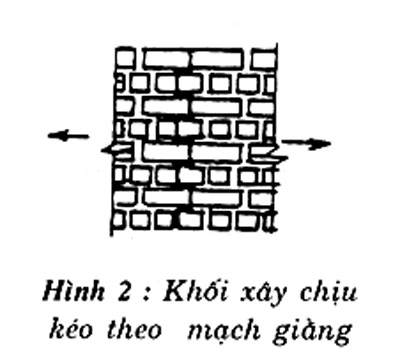 Hình 2 : Khối xây chịu
kéo theo mạch giằng